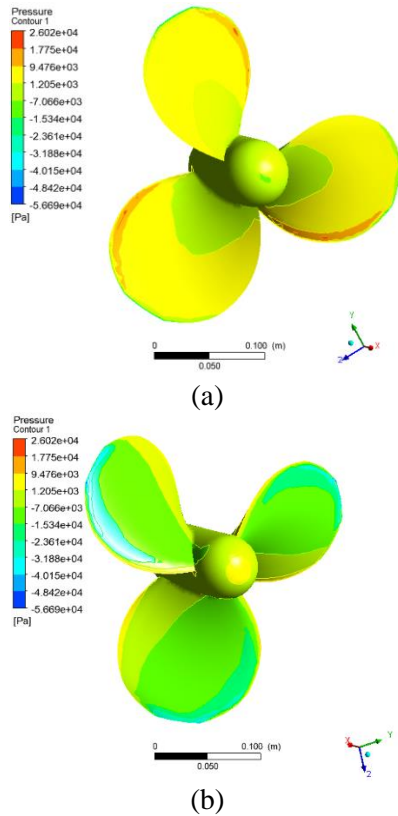 Pressure
Contour 1
2.602e+04
1.775e+04
9.476e+03
1.205e+03
-7.066e+03
-1.534e+04
-2.361e+04
-3.188e+04
-4.015e+04
-4.842e+04
-5.669e+04
[Pa]
Y
X
Z
0 0.100 (m)
0.050
(a)
Pressure
Contour 1
2.602e+04
1.775e+04
9.476e+03
1.205e+03
-7.066e+03
-1.534e+04
-2.361e+04
-3.188e+04
-4.015e+04
-4.842e+04
-5.669e+04
[Pa]
0 0.100 (m)
0.050
X
Y
Z
(b)